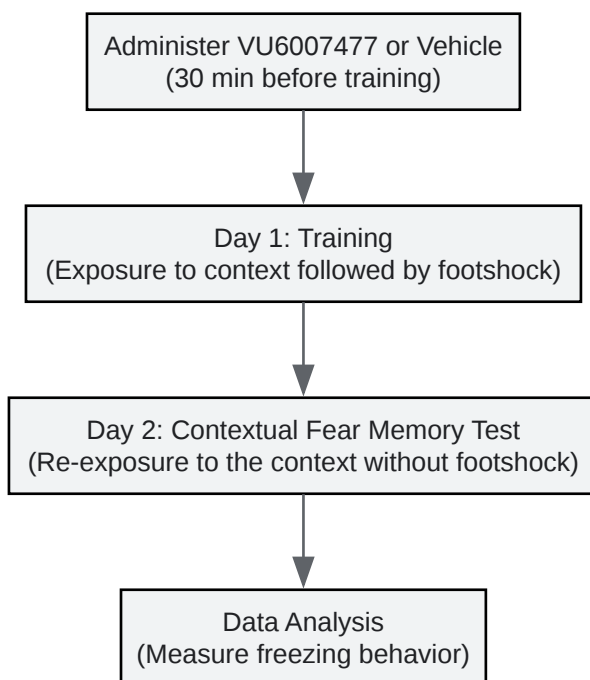 Administer VU6007477 or Vehicle
(30 min before training)
Day 1: Training
(Exposure to context followed by footshock)
Day 2: Contextual Fear Memory Test
(Re-exposure to the context without footshock)
Data Analysis
(Measure freezing behavior)